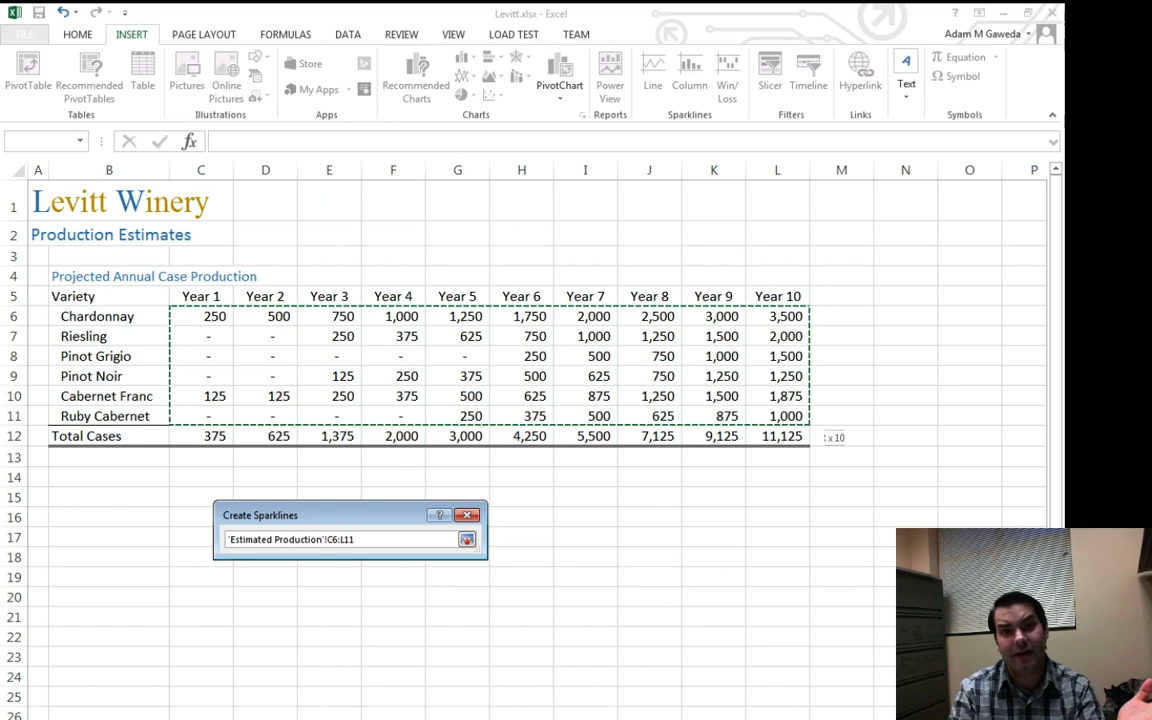 Levitt.xlsx - Excel
FILE HOME INSERT PAGE LAYOUT FORMULAS DATA REVIEW VIEW LOAD TEST TEAM Adam M Gaweda
PivotTable Recommended PivotTables Table Pictures Online Pictures Store My Apps Recommended Charts PivotChart Power View Line Column Win/ Loss Slicer Timeline Hyperlink Text Equation Symbol
Tables Illustrations Apps Charts Reports Sparklines Filters Links Symbols
fx
A B C D E F G H I J K L M N O P
1 Levitt Winery
2 Production Estimates
3
4 Projected Annual Case Production
5 Variety Year 1 Year 2 Year 3 Year 4 Year 5 Year 6 Year 7 Year 8 Year 9 Year 10
6 Chardonnay 250 500 750 1,000 1,250 1,750 2,000 2,500 3,000 3,500
7 Riesling - - 250 375 625 750 1,000 1,250 1,500 2,000
8 Pinot Grigio - - - - - 250 500 750 1,000 1,500
9 Pinot Noir - - 125 250 375 500 625 750 1,250 1,250
10 Cabernet Franc 125 125 250 375 500 625 875 1,250 1,500 1,875
11 Ruby Cabernet - - - - 250 375 500 625 875 1,000
12 Total Cases 375 625 1,375 2,000 3,000 4,250 5,500 7,125 9,125 11,125 x 10
13
14
15
16 Create Sparklines ?
17 'Estimated Production'!C6:L11
18
19
20
21
22
23
24
25
26